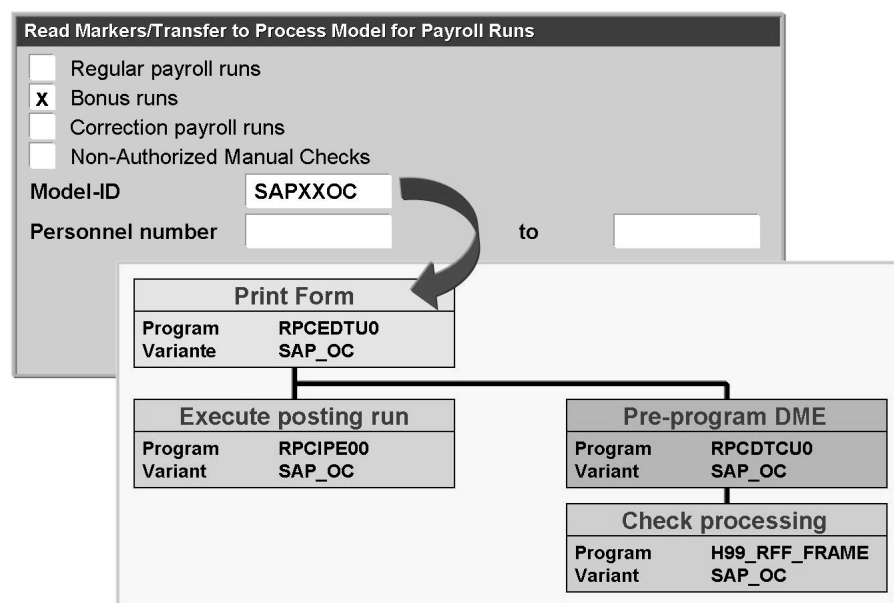 Read Markers/Transfer to Process Model for Payroll Runs
Regular payroll runs
x Bonus runs
Correction payroll runs
Non-Authorized Manual Checks
Model-ID SAPXXOC
Personnel number to
Print Form
Program RPCEDTU0
Variante SAP_OC
Execute posting run
Program RPCIPE00
Variant SAP_OC
Pre-program DME
Program RPCDTCU0
Variant SAP_OC
Check processing
Program H99_RFF_FRAME
Variant SAP_OC